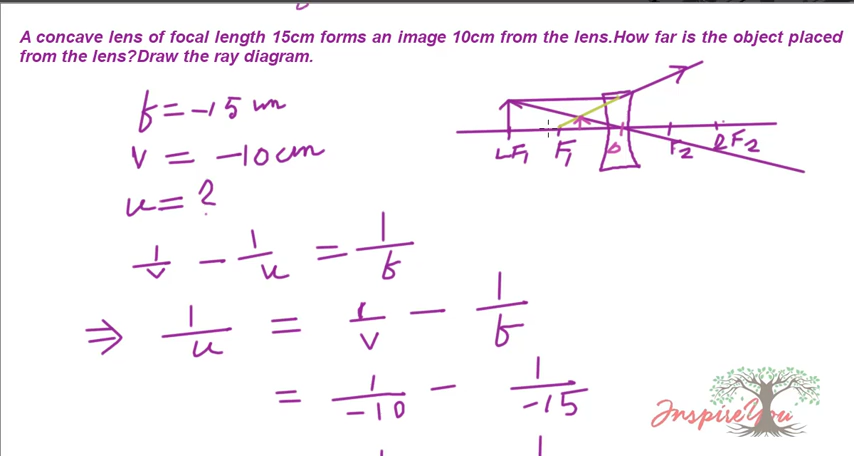 A concave lens of focal length 15cm forms an image 10cm from the lens.How far is the object placed
from the lens?Draw the ray diagram.
f = -15 cm
v = -10cm
u = ?
1/v - 1/u = 1/f
⇒ 1/u = 1/v - 1/f
= 1/-10 - 1/-15
1 1
2F1 F1 O F2 2F2
InspireYou